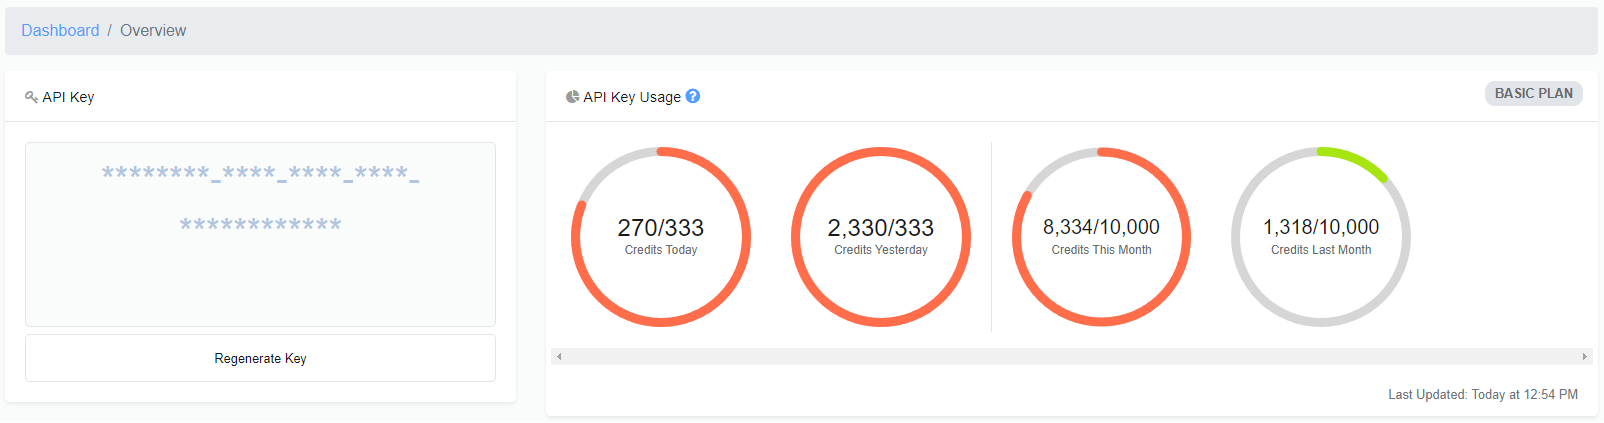 Dashboard / Overview
API Key
********_****_****_****_
************
Regenerate Key
API Key Usage ?
BASIC PLAN
270/333
Credits Today
2,330/333
Credits Yesterday
8,334/10,000
Credits This Month
1,318/10,000
Credits Last Month
Last Updated: Today at 12:54 PM